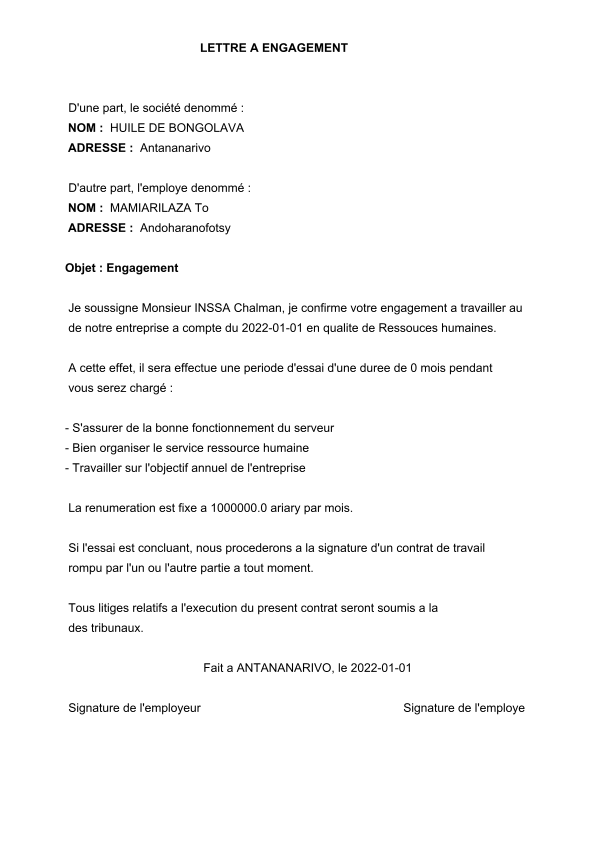 LETTRE A ENGAGEMENT
D'une part, le société denommé :
NOM : HUILE DE BONGOLAVA
ADRESSE : Antananarivo
D'autre part, l'employe denommé :
NOM : MAMIARILAZA To
ADRESSE : Andoharanofotsy
Objet : Engagement
Je soussigne Monsieur INSSA Chalman, je confirme votre engagement a travailler au
de notre entreprise a compte du 2022-01-01 en qualite de Ressouces humaines.
A cette effet, il sera effectue une periode d'essai d'une duree de 0 mois pendant
vous serez chargé :
- S'assurer de la bonne fonctionnement du serveur
- Bien organiser le service ressource humaine
- Travailler sur l'objectif annuel de l'entreprise
La renumeration est fixe a 1000000.0 ariary par mois.
Si l'essai est concluant, nous procederons a la signature d'un contrat de travail
rompu par l'un ou l'autre partie a tout moment.
Tous litiges relatifs a l'execution du present contrat seront soumis a la
des tribunaux.
Fait a ANTANANARIVO, le 2022-01-01
Signature de l'employeur Signature de l'employe